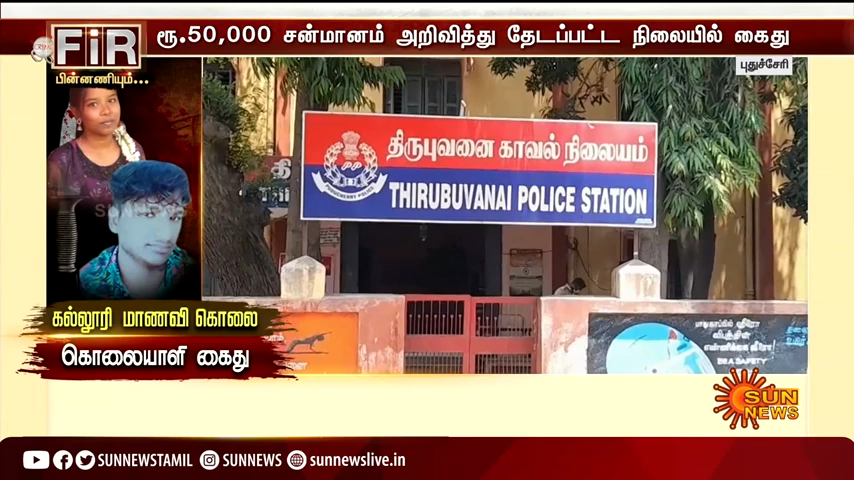 FiR
பின்னணியும்...
ரூ.50,000 சன்மானம் அறிவித்து தேடப்பட்ட நிலையில் கைது
புதுச்சேரி
திருபுவனை காவல் நிலையம்
THIRUBUVANAI POLICE STATION
கல்லூரி மாணவி கொலை
கொலையாளி கைது
SUN
NEWS
SUNNEWSTAMIL SUNNEWS sunnewslive.in